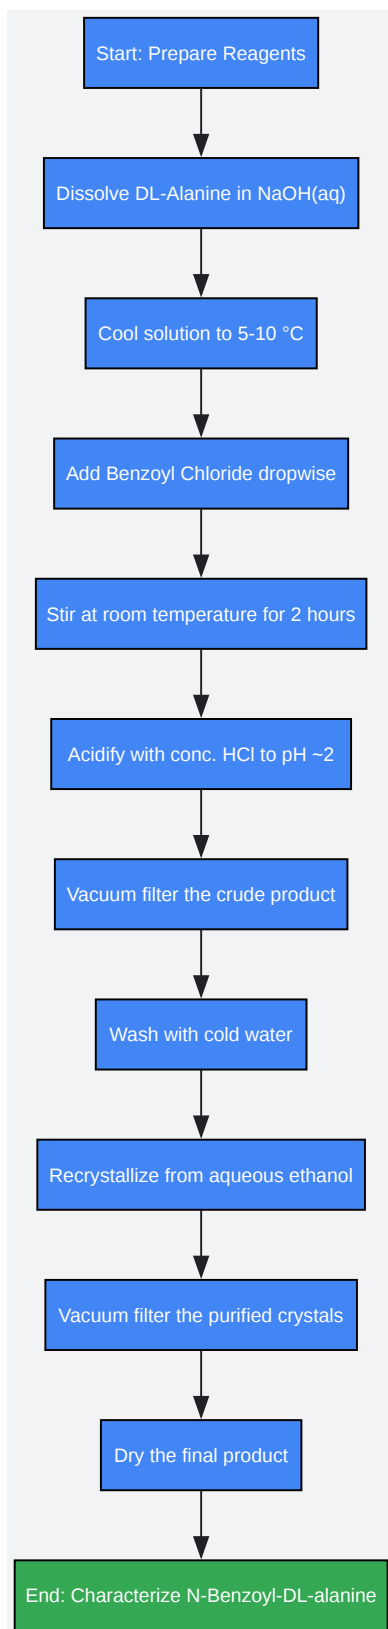 Start: Prepare Reagents
Dissolve DL-Alanine in NaOH(aq)
Cool solution to 5-10 °C
Add Benzoyl Chloride dropwise
Stir at room temperature for 2 hours
Acidify with conc. HCl to pH ~2
Vacuum filter the crude product
Wash with cold water
Recrystallize from aqueous ethanol
Vacuum filter the purified crystals
Dry the final product
End: Characterize N-Benzoyl-DL-alanine